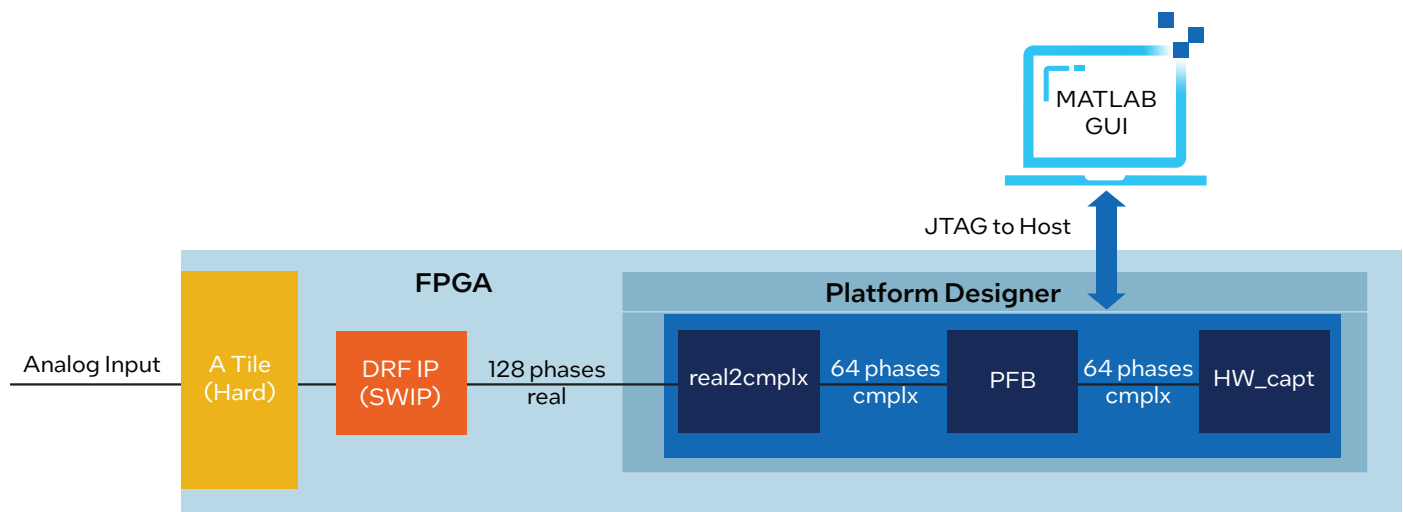 MATLAB
GUI
JTAG to Host
FPGA
Platform Designer
Analog Input
A Tile
(Hard)
DRF IP
(SWIP)
128 phases
real
real2cmplx
64 phases
cmplx
PFB
64 phases
cmplx
HW_capt